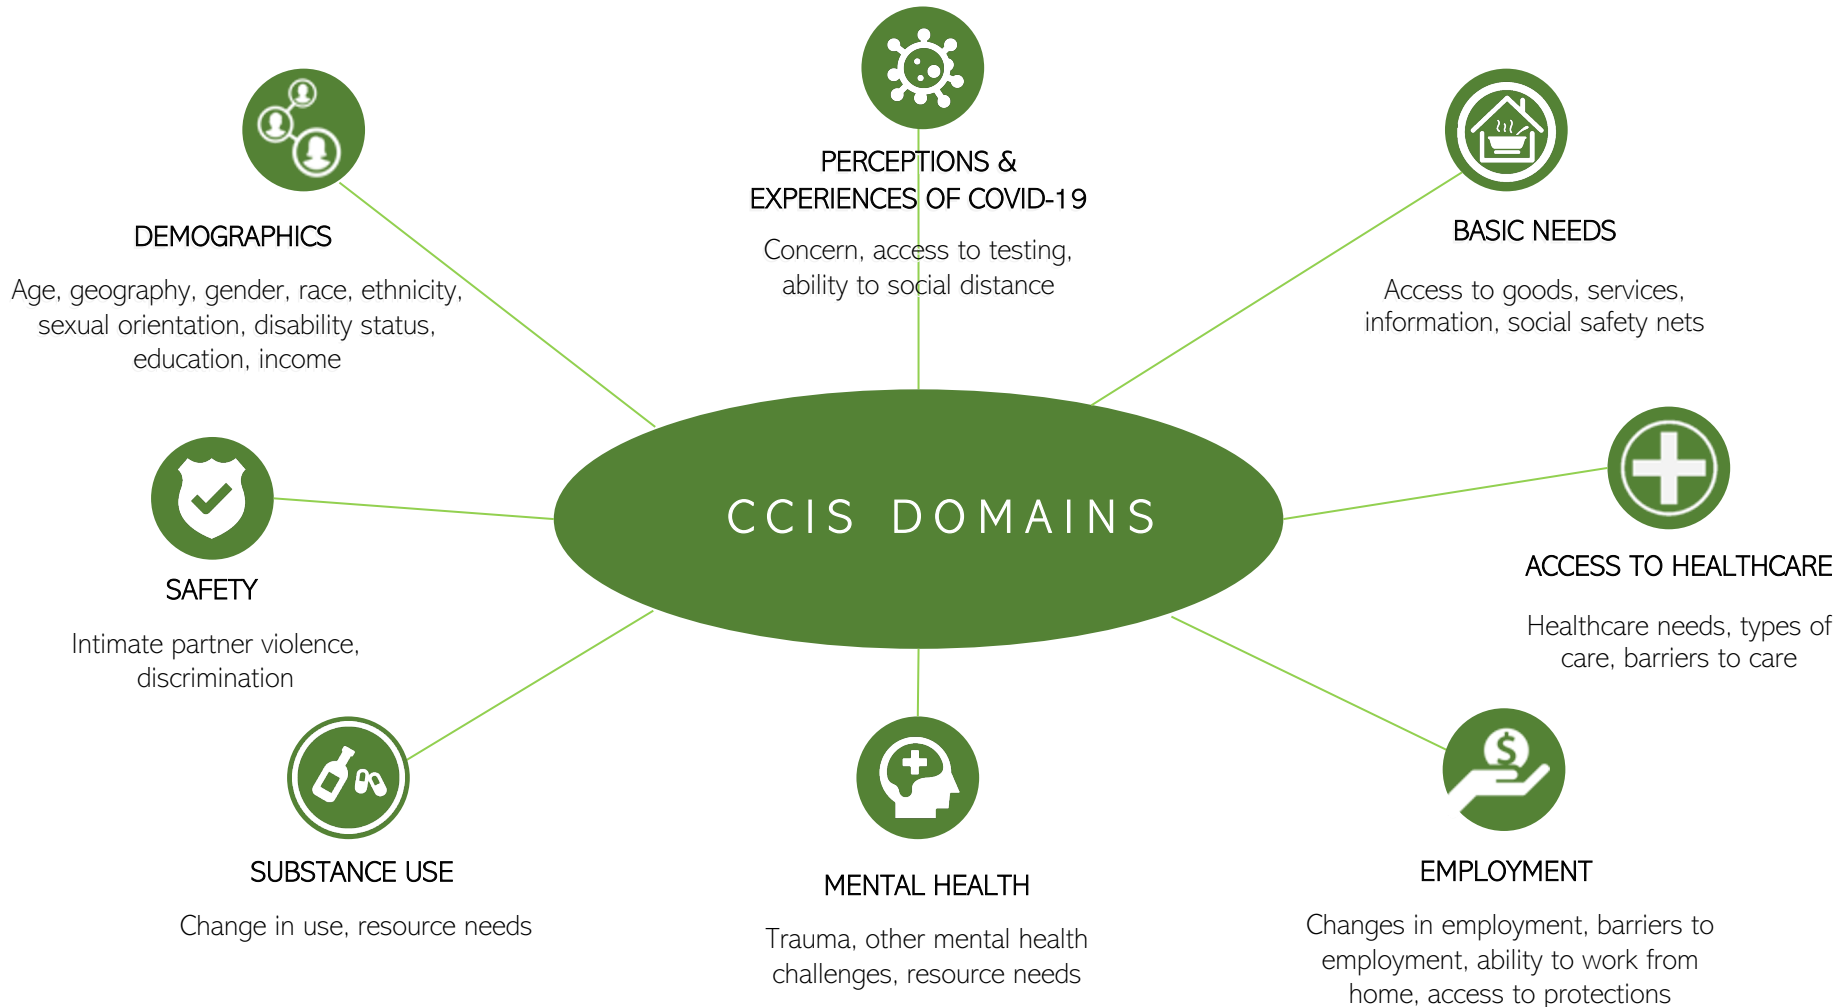 PERCEPTIONS &
EXPERIENCES OF COVID-19
Concern, access to testing,
ability to social distance
DEMOGRAPHICS
Age, geography, gender, race, ethnicity,
sexual orientation, disability status,
education, income
BASIC NEEDS
Access to goods, services,
information, social safety nets
CCIS DOMAINS
SAFETY
Intimate partner violence,
discrimination
ACCESS TO HEALTHCARE
Healthcare needs, types of
care, barriers to care
$
SUBSTANCE USE
Change in use, resource needs
MENTAL HEALTH
Trauma, other mental health
challenges, resource needs
EMPLOYMENT
Changes in employment, barriers to
employment, ability to work from
home, access to protections